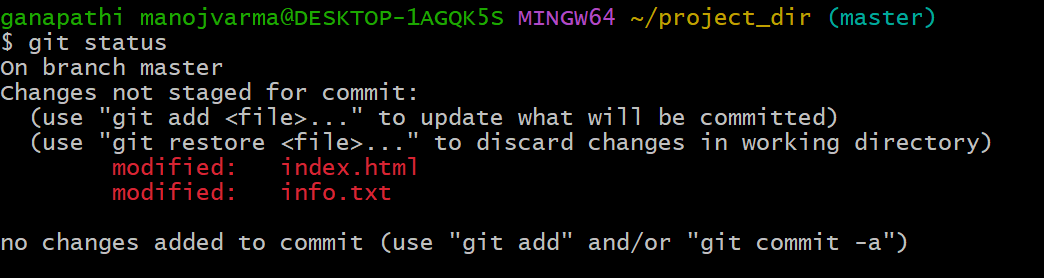 ganapathi manojvarma@DESKTOP-1AGQK5S MINGW64 ~/project_dir (master)
$ git status
On branch master
Changes not staged for commit:
  (use "git add <file>..." to update what will be committed)
  (use "git restore <file>..." to discard changes in working directory)
        modified:   index.html
        modified:   info.txt

no changes added to commit (use "git add" and/or "git commit -a")